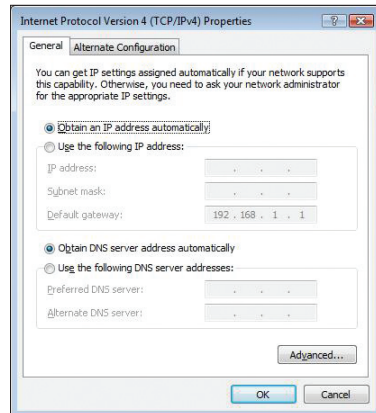 Internet Protocol Version 4 (TCP/IPv4) Properties
General Alternate Configuration
You can get IP settings assigned automatically if your network supports
this capability. Otherwise, you need to ask your network administrator
for the appropriate IP settings.
Obtain an IP address automatically
Use the following IP address:
IP address: . . .
Subnet mask: . . .
Default gateway: 192 . 168 . 1 . 1
Obtain DNS server address automatically
Use the following DNS server addresses:
Preferred DNS server: . . .
Alternate DNS server: . . .
Advanced...
OK Cancel